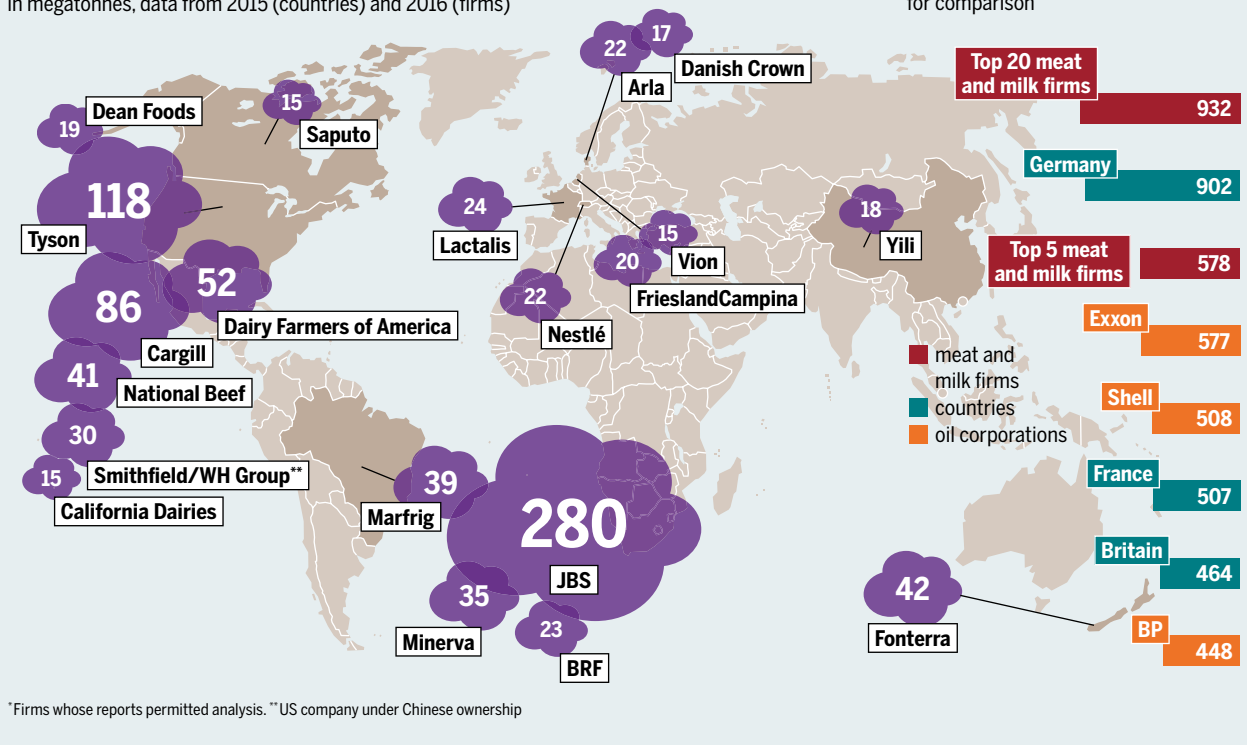 in megatonnes, data from 2015 (countries) and 2016 (firms)
for comparison
22
17
Danish Crown
Arla
19
Dean Foods
15
Saputo
118
Tyson
24
Lactalis
15
Vion
20
FrieslandCampina
22
Nestlé
18
Yili
52
Dairy Farmers of America
86
Cargill
41
National Beef
30
Smithfield/WH Group**
15
California Dairies
39
Marfrig
280
JBS
35
Minerva
23
BRF
42
Fonterra
Top 20 meat
and milk firms
932
Germany
902
Top 5 meat
and milk firms
578
Exxon
577
meat and
milk firms
countries
oil corporations
Shell
508
France
507
Britain
464
BP
448
*Firms whose reports permitted analysis. **US company under Chinese ownership